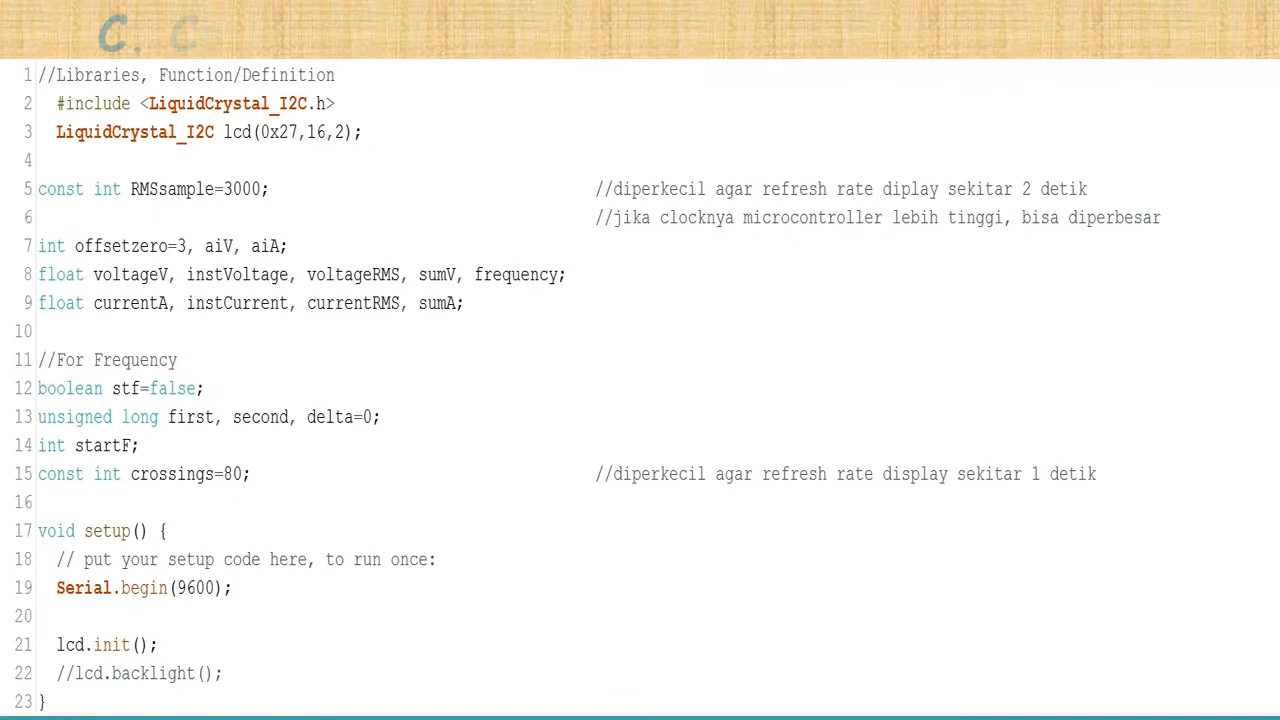 C. C
1 //Libraries, Function/Definition
2 #include <LiquidCrystal_I2C.h>
3 LiquidCrystal_I2C lcd(0x27,16,2);
4
5 const int RMSsample=3000; //diperkecil agar refresh rate diplay sekitar 2 detik
6 //jika clocknya microcontroller lebih tinggi, bisa diperbesar
7 int offsetzero=3, aiV, aiA;
8 float voltageV, instVoltage, voltageRMS, sumV, frequency;
9 float currentA, instCurrent, currentRMS, sumA;
10
11 //For Frequency
12 boolean stf=false;
13 unsigned long first, second, delta=0;
14 int startF;
15 const int crossings=80; //diperkecil agar refresh rate display sekitar 1 detik
16
17 void setup() {
18 // put your setup code here, to run once:
19 Serial.begin(9600);
20
21 lcd.init();
22 //lcd.backlight();
23 }